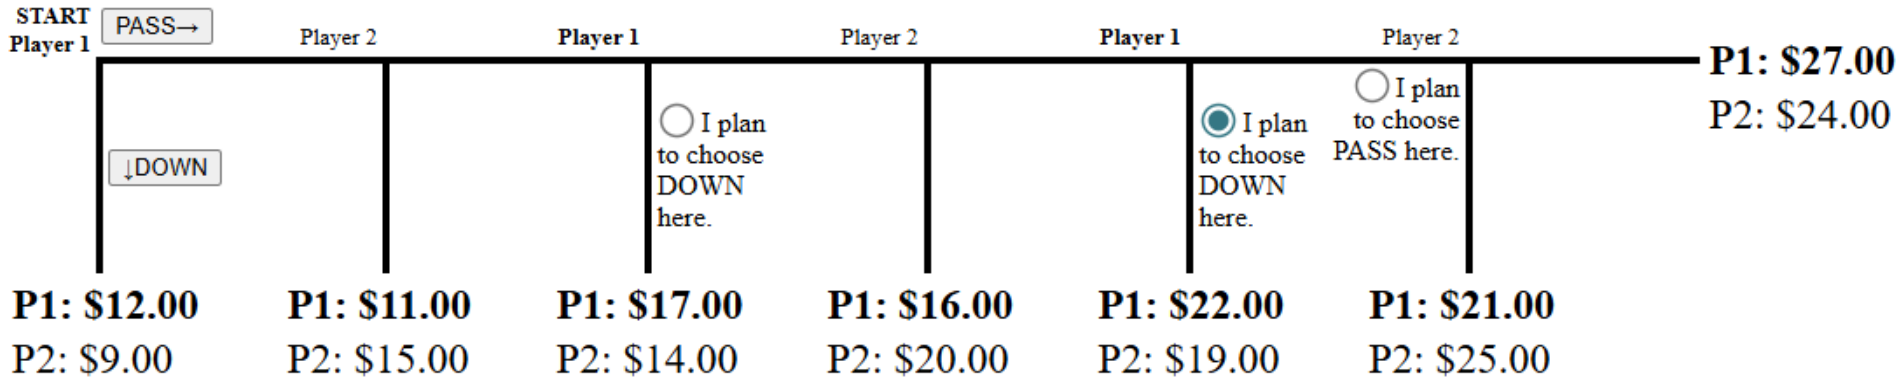 START
Player 1
PASS→
Player 2
Player 1
Player 2
Player 1
Player 2
P1: $27.00
P2: $24.00
↓DOWN
I plan
to choose
DOWN
here.
I plan
to choose
DOWN
here.
I plan
to choose
PASS here.
P1: $12.00
P2: $9.00
P1: $11.00
P2: $15.00
P1: $17.00
P2: $14.00
P1: $16.00
P2: $20.00
P1: $22.00
P2: $19.00
P1: $21.00
P2: $25.00